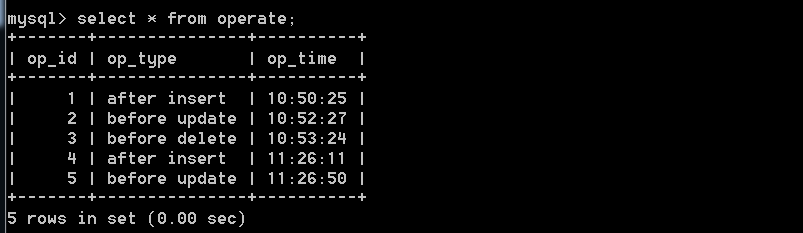 mysql> select * from operate;
+-------+---------------+----------+
| op_id | op_type       | op_time  |
+-------+---------------+----------+
|     1 | after insert  | 10:50:25 |
|     2 | before update | 10:52:27 |
|     3 | before delete | 10:53:24 |
|     4 | after insert  | 11:26:11 |
|     5 | before update | 11:26:50 |
+-------+---------------+----------+
5 rows in set (0.00 sec)